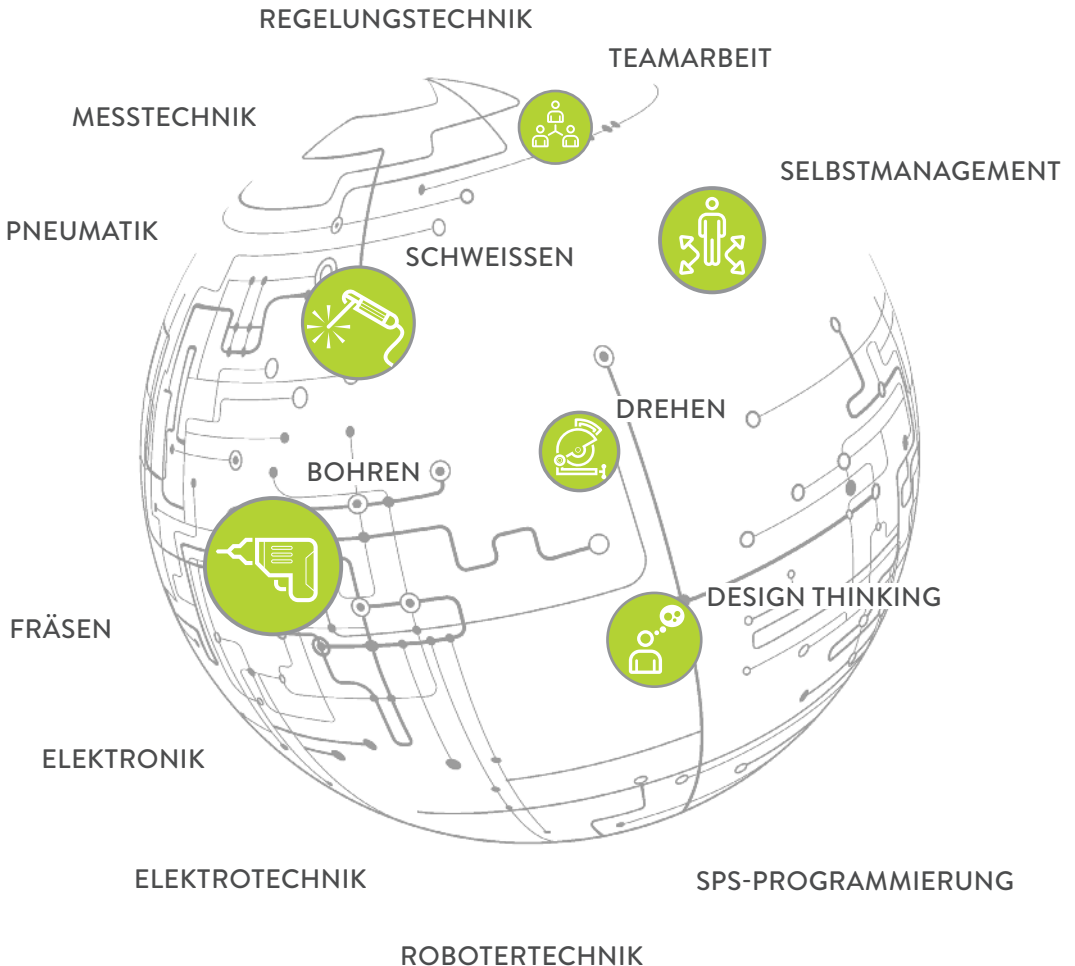 REGELUNGSTECHNIK
TEAMARBEIT
MESSTECHNIK
SELBSTMANAGEMENT
PNEUMATIK
SCHWEISSEN
DREHEN
BOHREN
DESIGN THINKING
FRÄSEN
ELEKTRONIK
ELEKTROTECHNIK
SPS-PROGRAMMIERUNG
ROBOTERTECHNIK